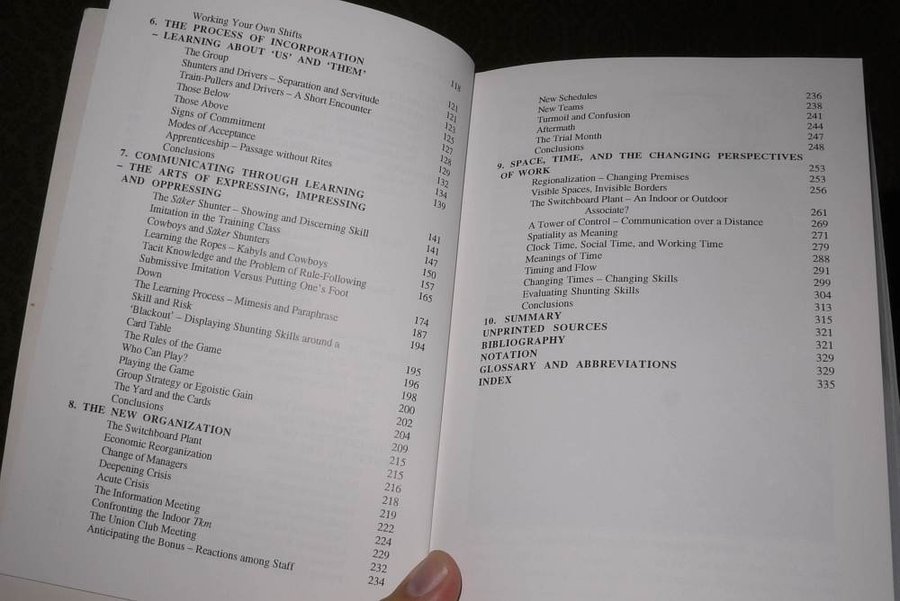 Working Your Own Shifts 118
6. THE PROCESS OF INCORPORATION
– LEARNING ABOUT ‘US’ AND ‘THEM’ 121
The Group 121
Shunters and Drivers – Separation and Servitude 123
Train-Pullers and Drivers – A Short Encounter 125
Those Below 127
Those Above 128
Signs of Commitment 129
Modes of Acceptance 132
Apprenticeship – Passage without Rites 134
Conclusions 139
7. COMMUNICATING THROUGH LEARNING
– THE ARTS OF EXPRESSING, IMPRESSING
AND OPPRESSING 141
The Säker Shunter – Showing and Discerning Skill 141
Imitation in the Training Class 147
Cowboys and Säker Shunters 150
Learning the Ropes – Kabyls and Cowboys 157
Tacit Knowledge and the Problem of Rule-Following 165
Submissive Imitation Versus Putting One’s Foot
Down 174
The Learning Process – Mimesis and Paraphrase 187
Skill and Risk 194
‘Blackout’ – Displaying Shunting Skills around a
Card Table 195
The Rules of the Game 196
Who Can Play? 198
Playing the Game 200
Group Strategy or Egoistic Gain 202
The Yard and the Cards 204
Conclusions 209
8. THE NEW ORGANIZATION 215
The Switchboard Plant 215
Economic Reorganization 216
Change of Managers 218
Deepening Crisis 219
Acute Crisis 222
The Information Meeting 224
Confronting the Indoor Tkm 229
The Union Club Meeting 232
Anticipating the Bonus – Reactions among Staff 234
New Schedules 236
New Teams 238
Turmoil and Confusion 241
Aftermath 244
The Trial Month 247
Conclusions 248
9. SPACE, TIME, AND THE CHANGING PERSPECTIVES
OF WORK 253
Regionalization – Changing Premises 253
Visible Spaces, Invisible Borders 256
The Switchboard Plant – An Indoor or Outdoor
Associate? 261
A Tower of Control – Communication over a Distance 269
Spatiality as Meaning 271
Clock Time, Social Time, and Working Time 279
Meanings of Time 288
Timing and Flow 291
Changing Times – Changing Skills 299
Evaluating Shunting Skills 304
Conclusions 313
10. SUMMARY 315
UNPRINTED SOURCES 321
BIBLIOGRAPHY 321
NOTATION 329
GLOSSARY AND ABBREVIATIONS 329
INDEX 335